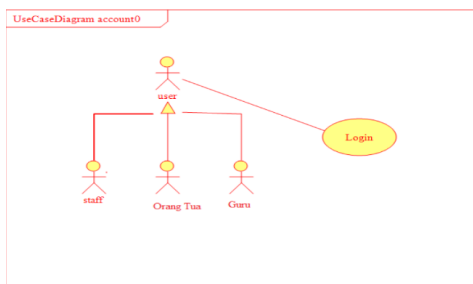 UseCaseDiagram account0
user
Login
staff
Orang Tua
Guru